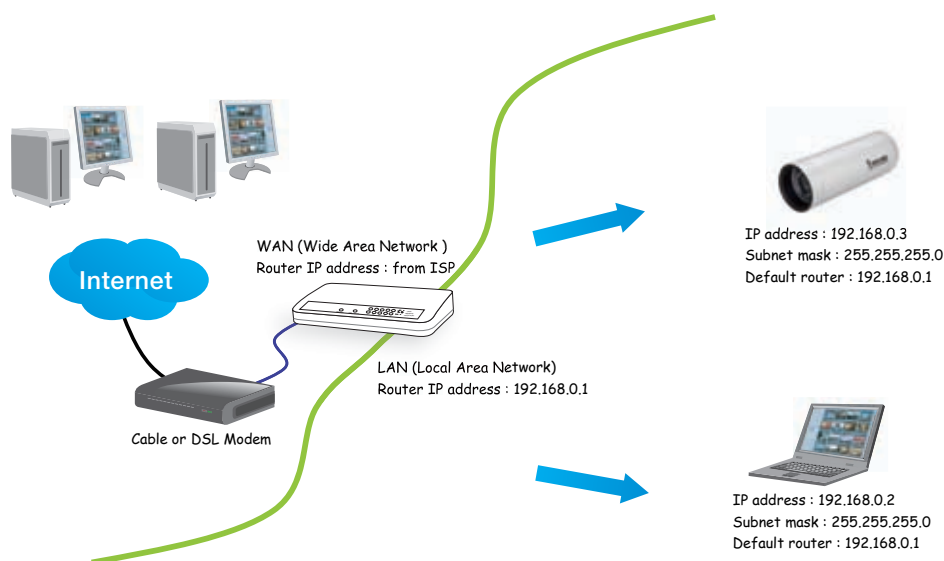 WAN (Wide Area Network )
Router IP address : from ISP
Internet
LAN (Local Area Network)
Router IP address : 192.168.0.1
Cable or DSL Modem
IP address : 192.168.0.3
Subnet mask : 255.255.255.0
Default router : 192.168.0.1
IP address : 192.168.0.2
Subnet mask : 255.255.255.0
Default router : 192.168.0.1